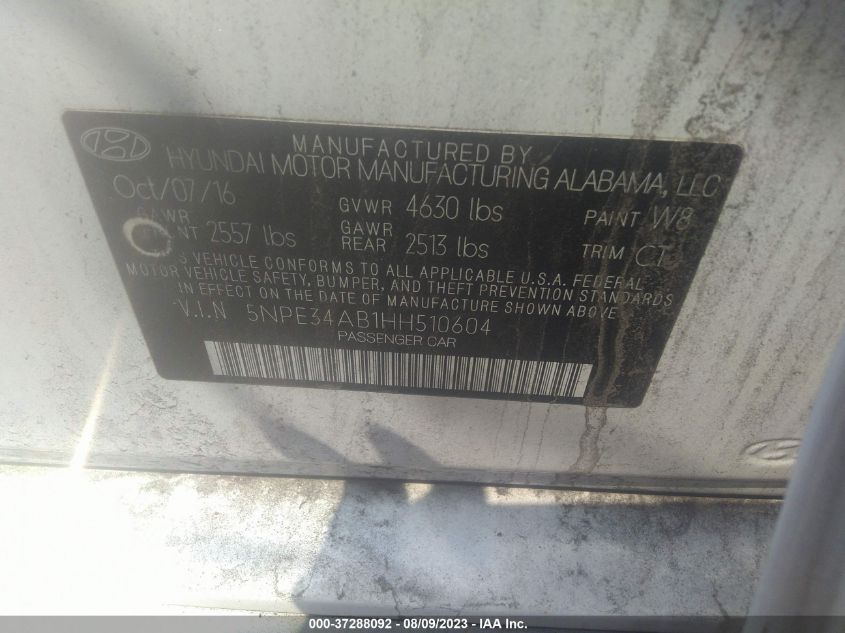 MANUFACTURED BY
HYUNDAI MOTOR MANUFACTURING ALABAMA, LLC
Oct/07/16 GVWR 4630 lbs PAINT W8
GAWR NT 2557 lbs GAWR REAR 2513 lbs TRIM CT
S VEHICLE CONFORMS TO ALL APPLICABLE U.S.A. FEDERAL
MOTOR VEHICLE SAFETY, BUMPER, AND THEFT PREVENTION STANDARDS
IN EFFECT ON THE DATE OF MANUFACTURE SHOWN ABOVE.
V.I.N 5NPE34AB1HH510604
PASSENGER CAR
000-37288092 - 08/09/2023 - IAA Inc.